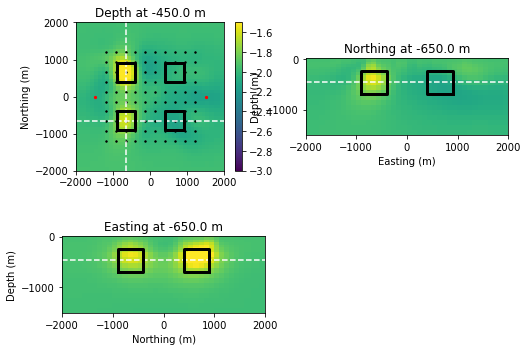 Depth at -450.0 m
2000
1000
0
−1000
−2000
Northing (m)
−2000 −1000 0 1000 2000
−1.6
−1.8
−2.0
−2.2
−2.4
−2.6
−2.8
−3.0
Northing at -650.0 m
Depth (m)
0
−1000
−2000 −1000 0 1000 2000
Easting (m)
Easting at -650.0 m
Depth (m)
0
−1000
−2000 −1000 0 1000 2000
Northing (m)